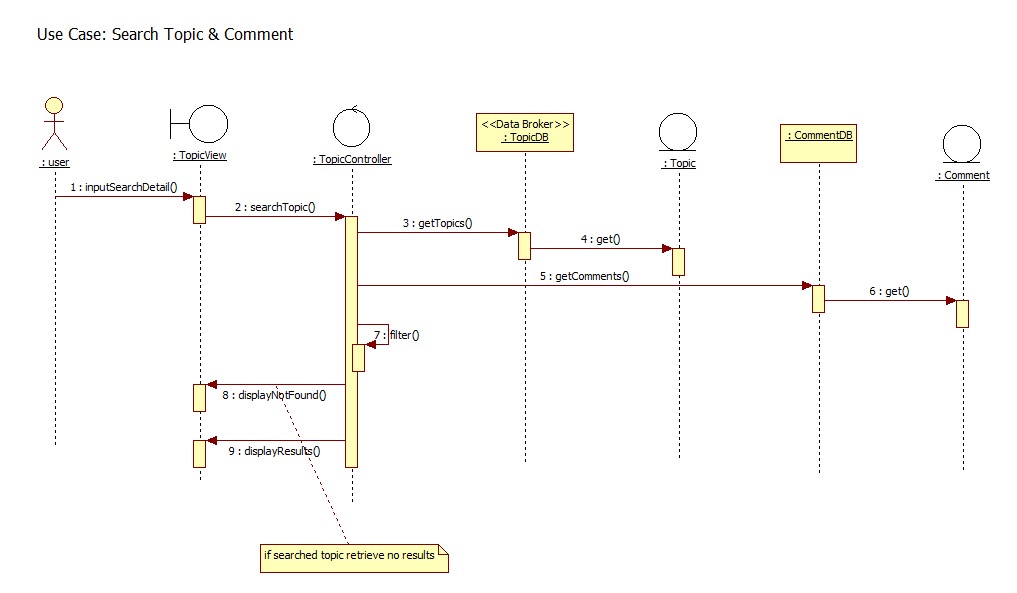 Use Case: Search Topic & Comment
<<Data Broker>>
: TopicDB
: CommentDB
: user
: TopicView
: TopicController
: Topic
: Comment
1 : inputSearchDetail()
2 : searchTopic()
3 : getTopics()
4 : get()
5 : getComments()
6 : get()
7 : filter()
8 : displayNotFound()
9 : displayResults()
if searched topic retrieve no results